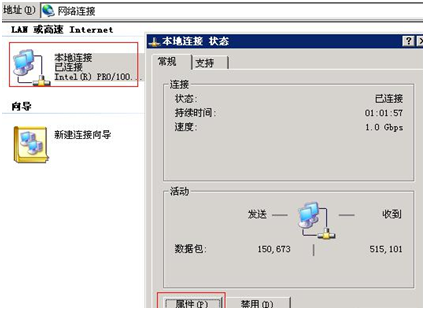 地址(D) 网络连接
LAN 或高速 Internet
本地连接
已连接
Intel(R) PRO/100...
向导
新建连接向导
本地连接 状态
常规 支持
连接
状态: 已连接
持续时间: 01:01:57
速度: 1.0 Gbps
活动
发送 — — 收到
数据包: 150,673 | 515,101
属性(P) 禁用(D)